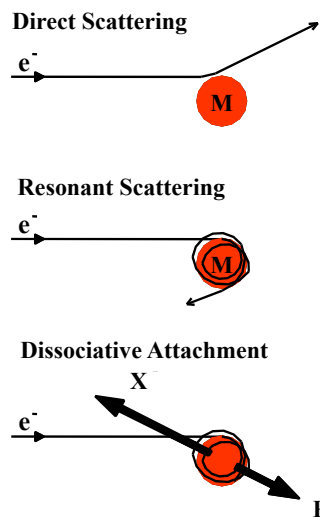 Direct Scattering
e⁻
M
Resonant Scattering
e⁻
M
Dissociative Attachment
X⁻
e⁻